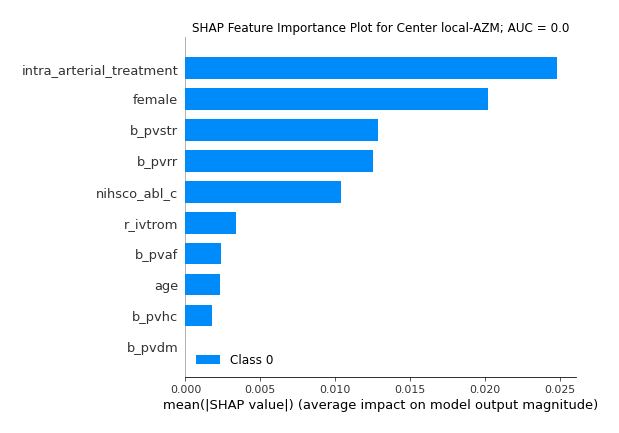 SHAP Feature Importance Plot for Center local-AZM; AUC = 0.0
intra_arterial_treatment
female
b_pvstr
b_pvrr
nihsco_abl_c
r_ivtrom
b_pvaf
age
b_pvhc
b_pvdm
Class 0
0.000 0.005 0.010 0.015 0.020 0.025
mean(|SHAP value|) (average impact on model output magnitude)